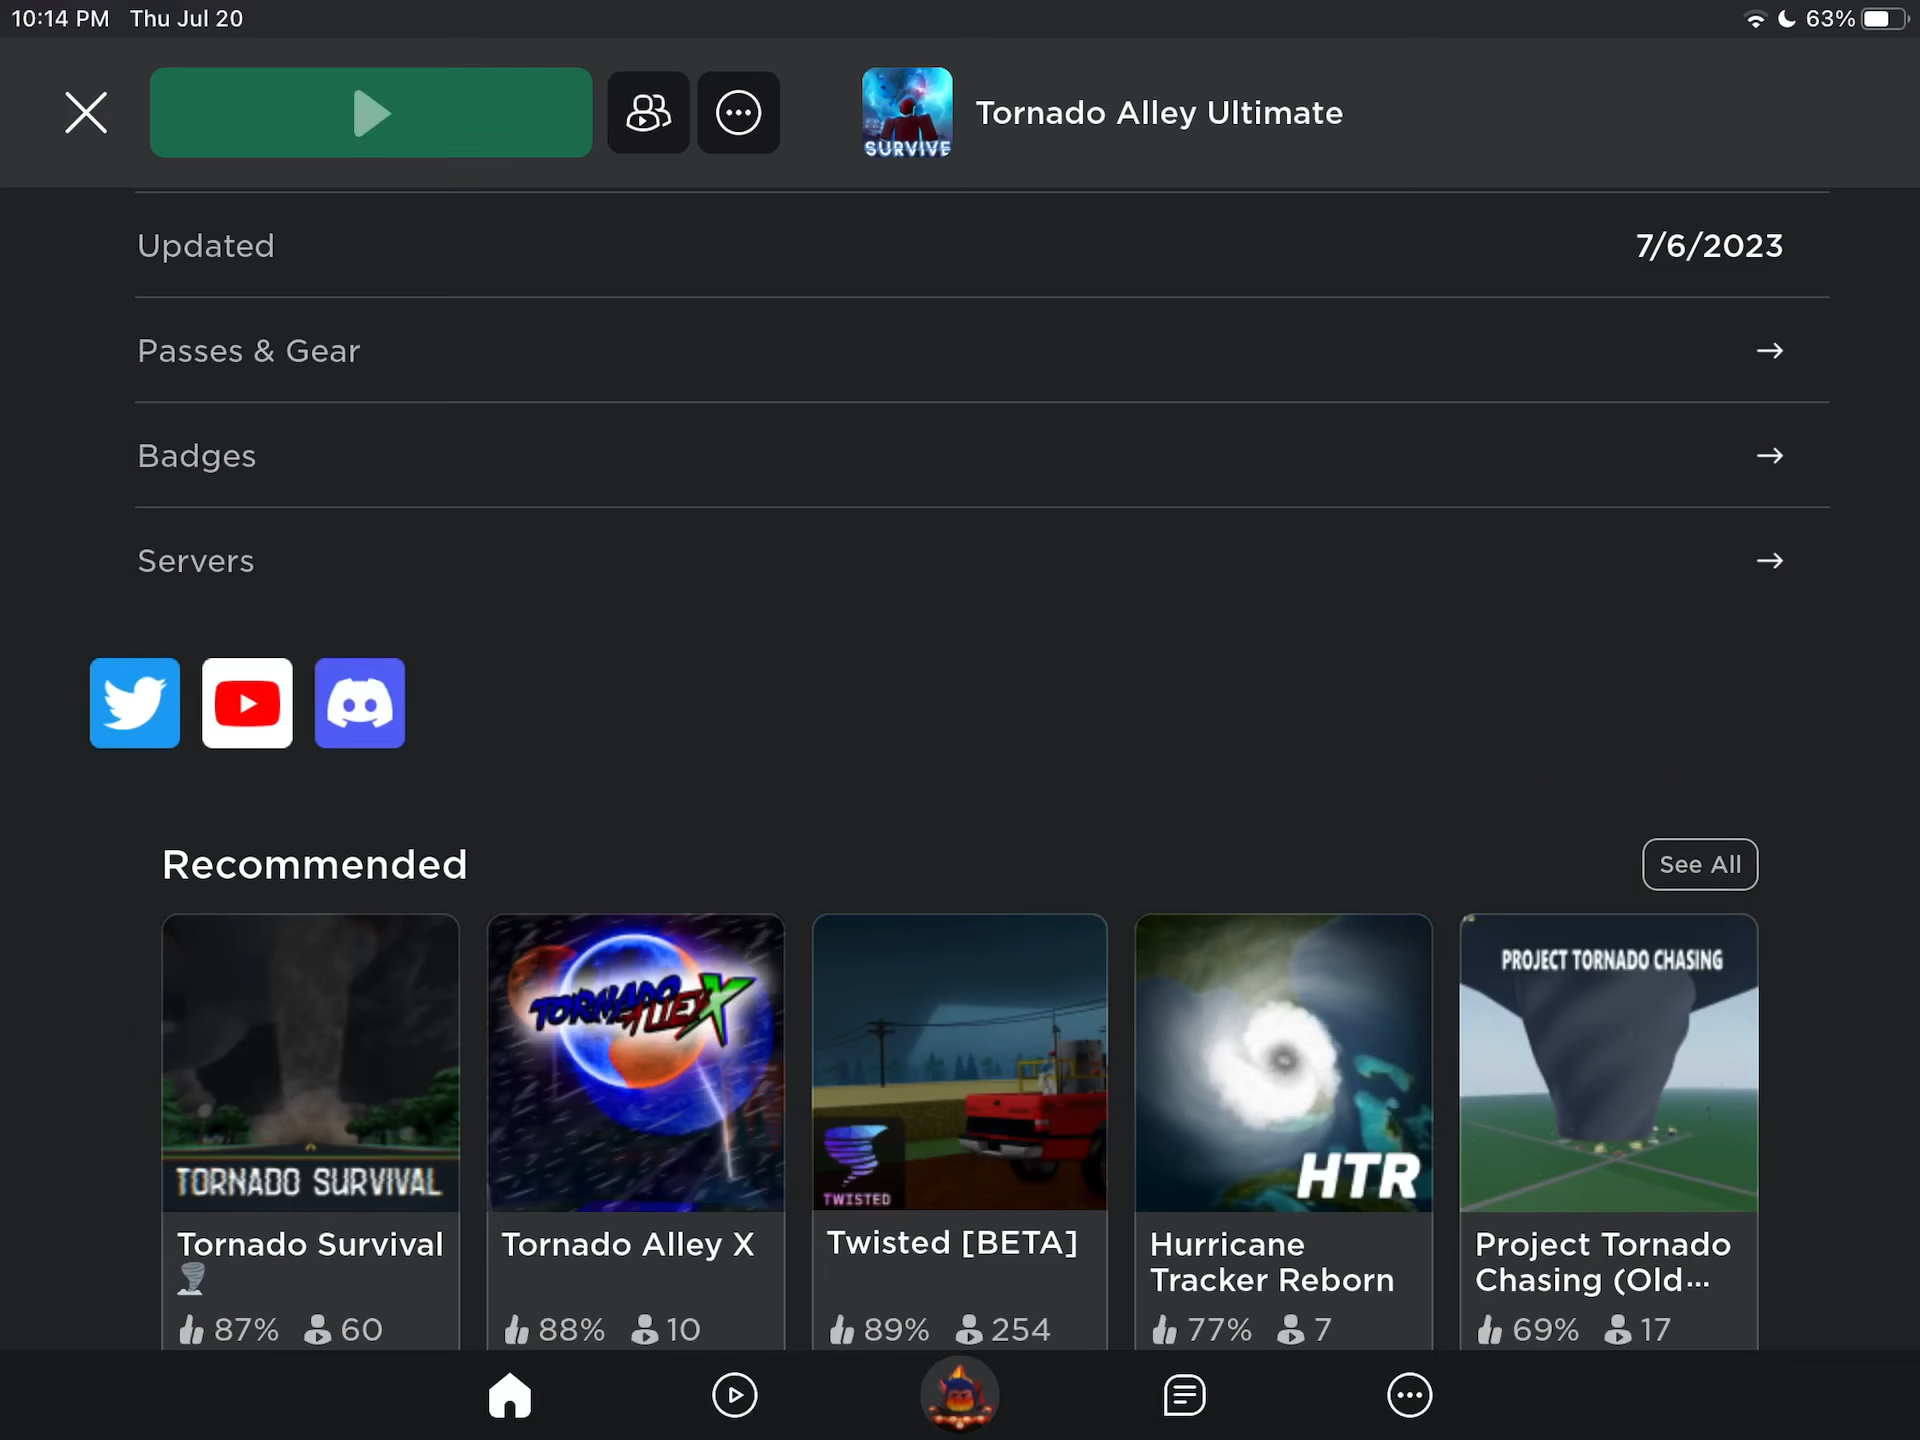 10:14 PM Thu Jul 20
63%
Tornado Alley Ultimate
SURVIVE
Updated
7/6/2023
Passes & Gear
Badges
Servers
Recommended
See All
TORNADO SURVIVAL
TORNADO ALLEY X
TWISTED
HTR
PROJECT TORNADO CHASING
Tornado Survival
Tornado Alley X
Twisted [BETA]
Hurricane
Tracker Reborn
Project Tornado
Chasing (Old...
87% 60
88% 10
89% 254
77% 7
69% 17